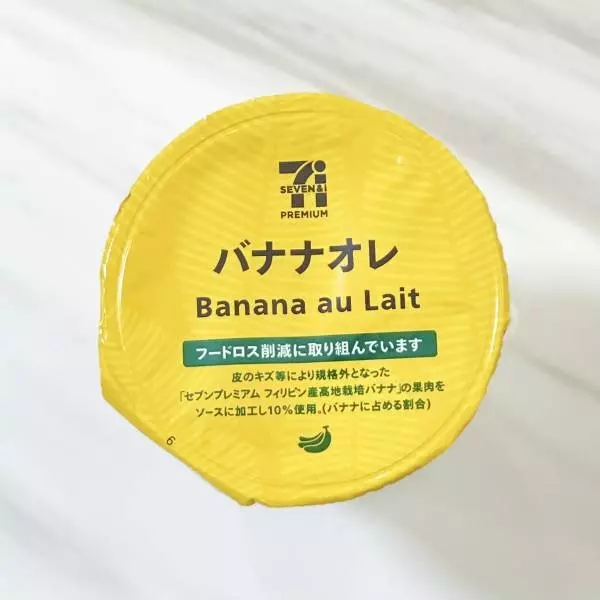 7i
SEVEN&i
PREMIUM
バナナオレ
Banana au Lait
フードロス削減に取り組んでいます
皮のキズ等により規格外となった
「セブンプレミアム フィリピン産高地栽培バナナ」の果肉を
ソースに加工し10%使用。(バナナに占める割合)
6